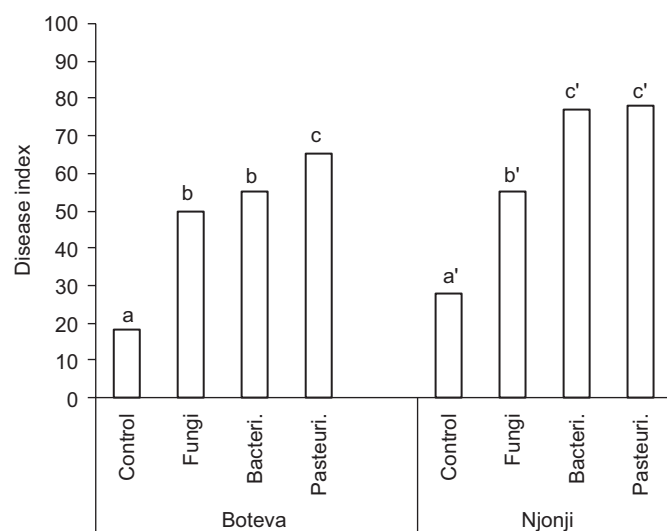 Disease index
100
90
80
70
60
50
40
30
20
10
0
a
b
b
c
a'
b'
c'
c'
Control
Fungi
Bacteri.
Pasteuri.
Control
Fungi
Bacteri.
Pasteuri.
Boteva
Njonji